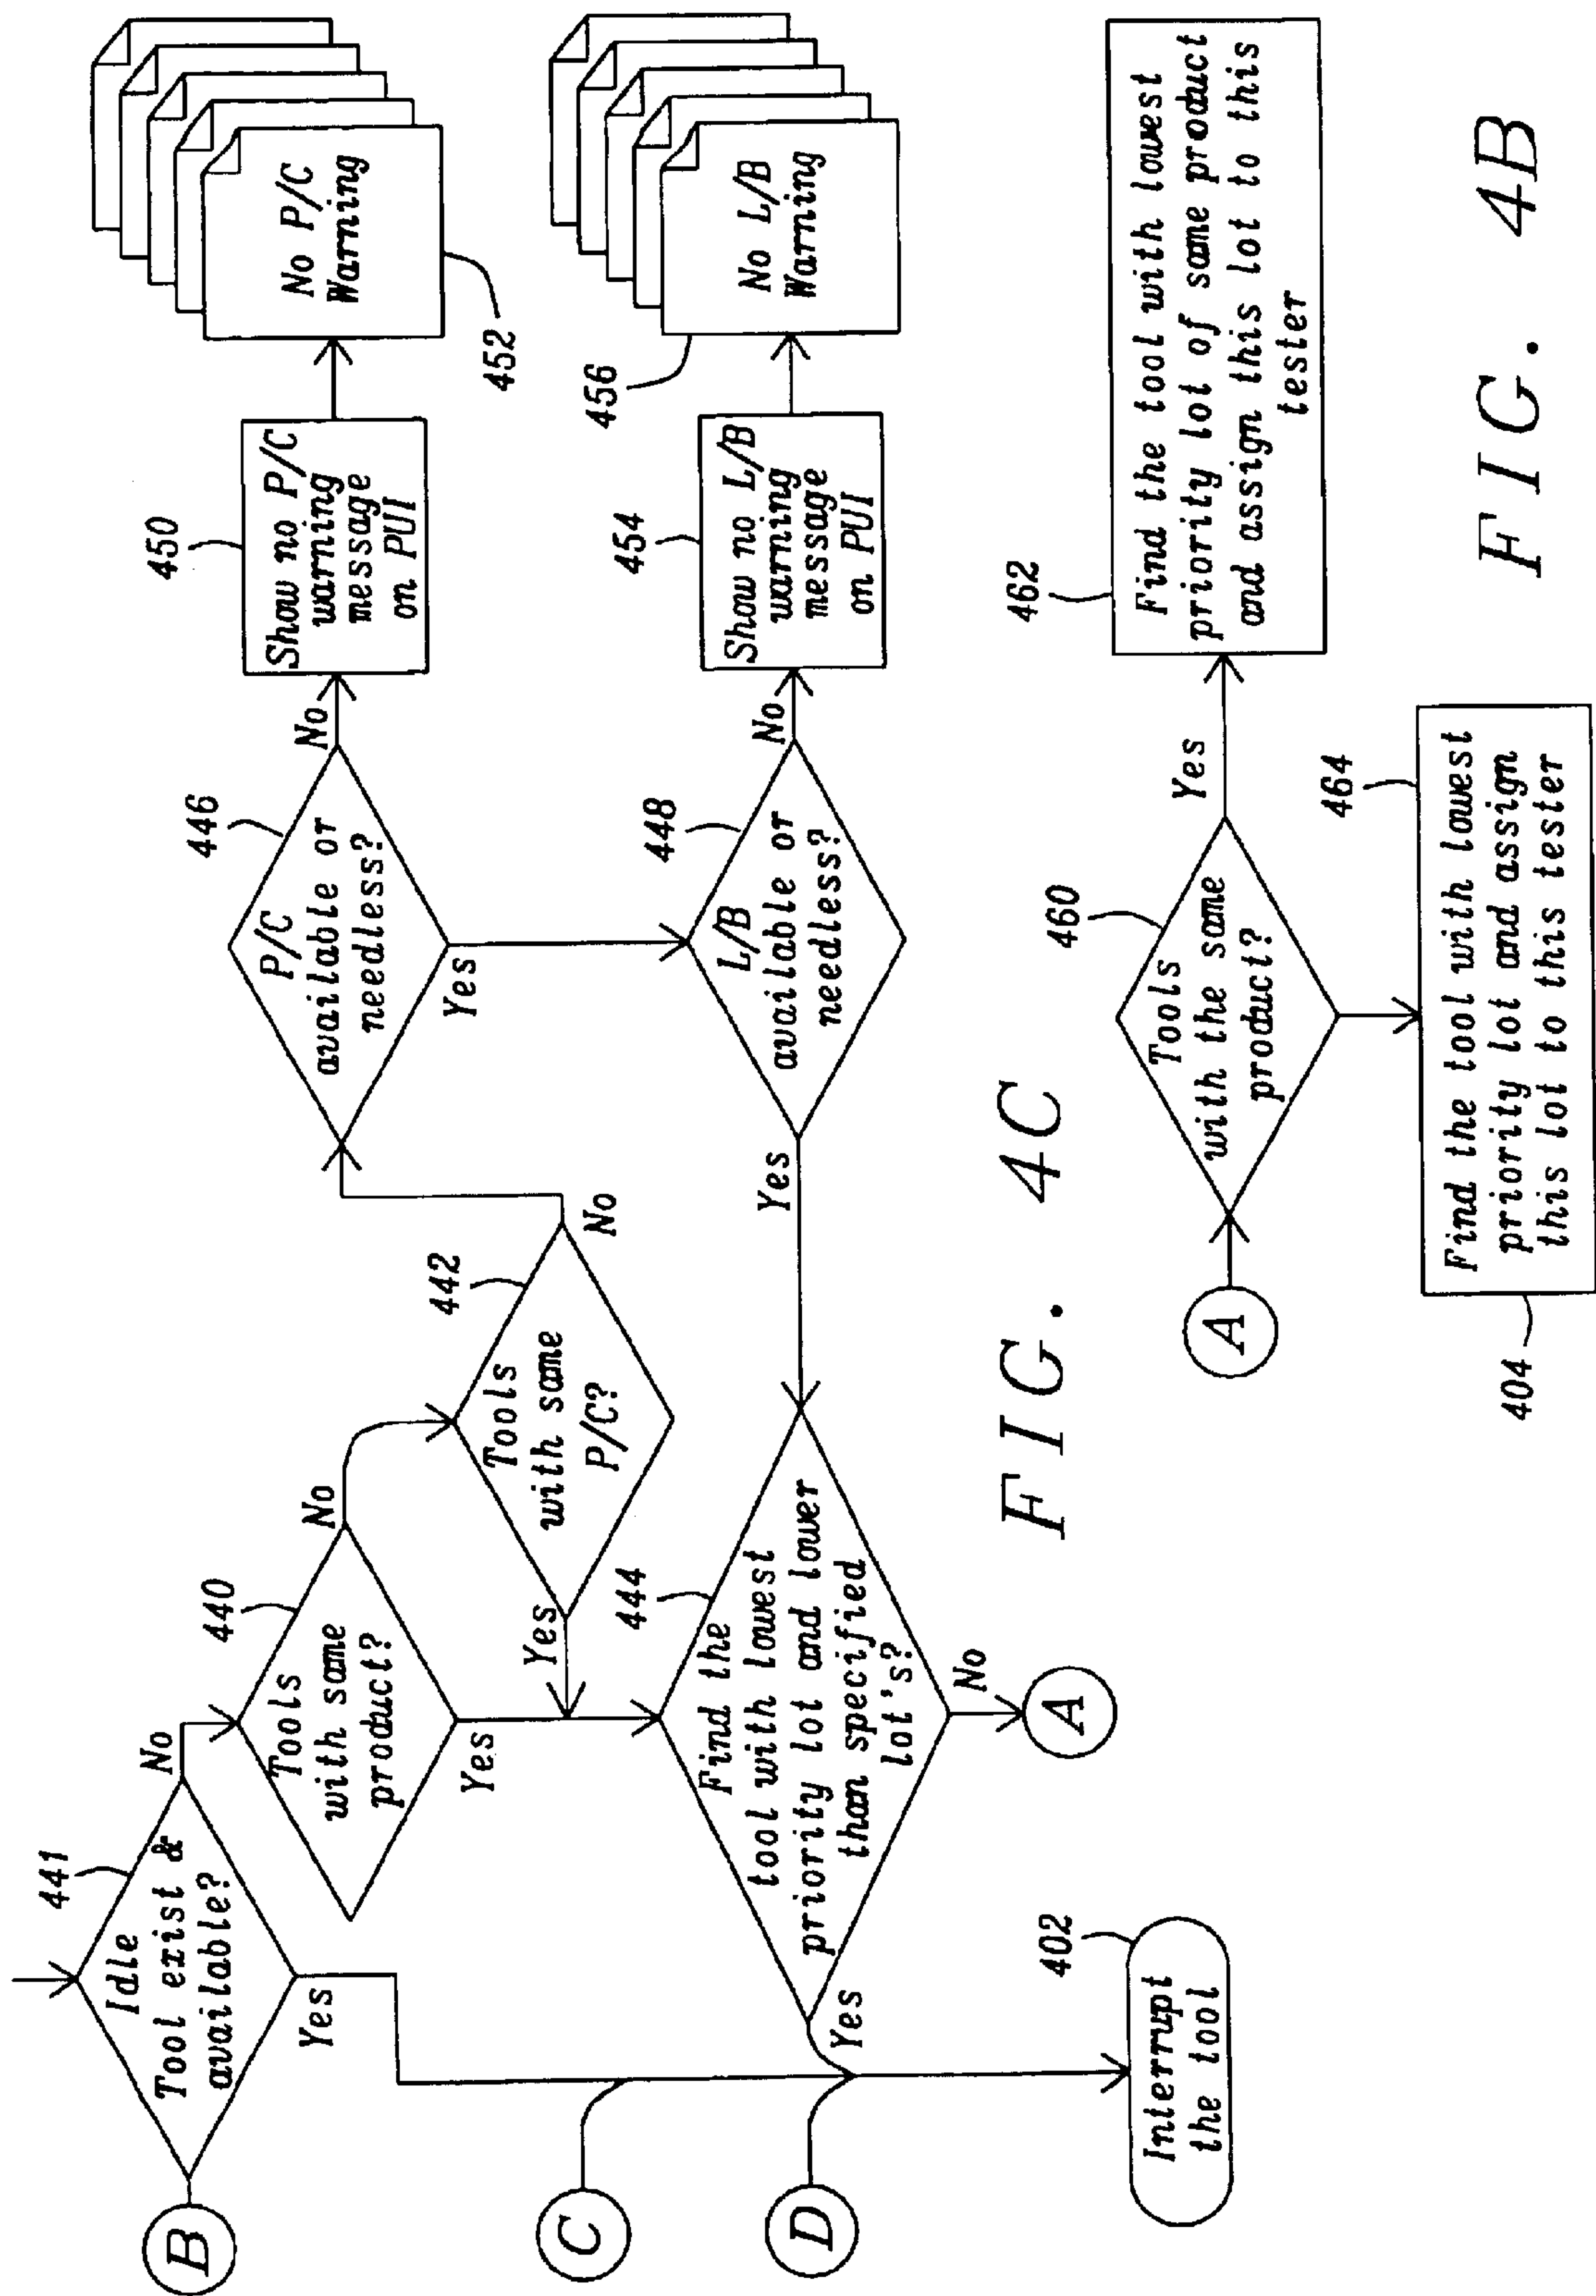 441
Idle
Tool exist &
available?
No
Yes
B
440
Tools
with same
product?
No
Yes
442
Tools
with same
P/C?
No
Yes
446
P/C
available or
needless?
No
Yes
450
Show no P/C
warning
message
on PUI
No P/C
Warning
452
444
Find the
tool with lowest
priority lot and lower
than specified
lot's?
Yes
No
A
448
L/B
available or
needless?
No
Yes
454
Show no L/B
warning
message
on PUI
456
No L/B
Warning
C
D
402
Interrupt
the tool
FIG. 4C
A
460
Tools
with the same
product?
Yes
462
Find the tool with lowest
priority lot of same product
and assign this lot to this
tester
464
Find the tool with lowest
priority lot and assign
this lot to this tester
404
FIG. 4B